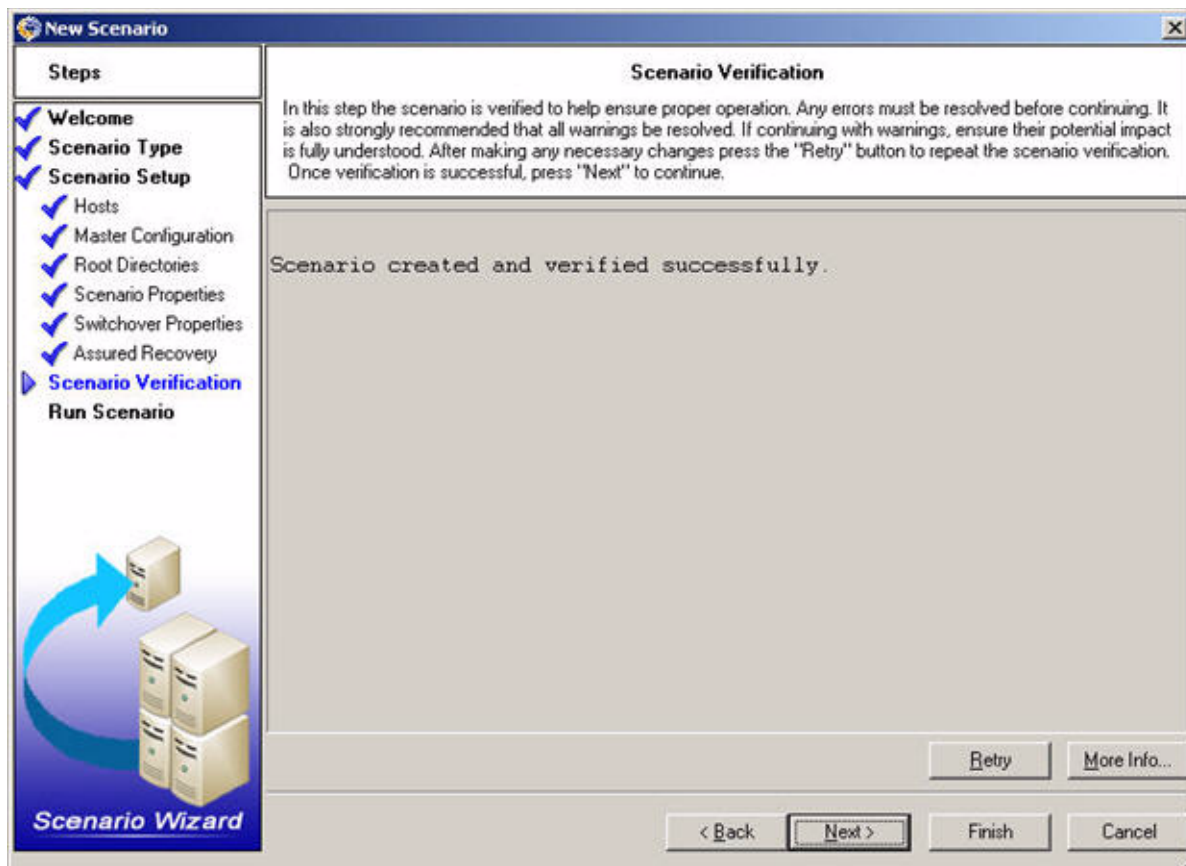 New Scenario
Steps
Welcome
Scenario Type
Scenario Setup
Hosts
Master Configuration
Root Directories
Scenario Properties
Switchover Properties
Assured Recovery
Scenario Verification
Run Scenario
Scenario Wizard
Scenario Verification
In this step the scenario is verified to help ensure proper operation. Any errors must be resolved before continuing. It
is also strongly recommended that all warnings be resolved. If continuing with warnings, ensure their potential impact
is fully understood. After making any necessary changes press the "Retry" button to repeat the scenario verification.
Once verification is successful, press "Next" to continue.
Scenario created and verified successfully.
Retry
More Info...
< Back
Next >
Finish
Cancel